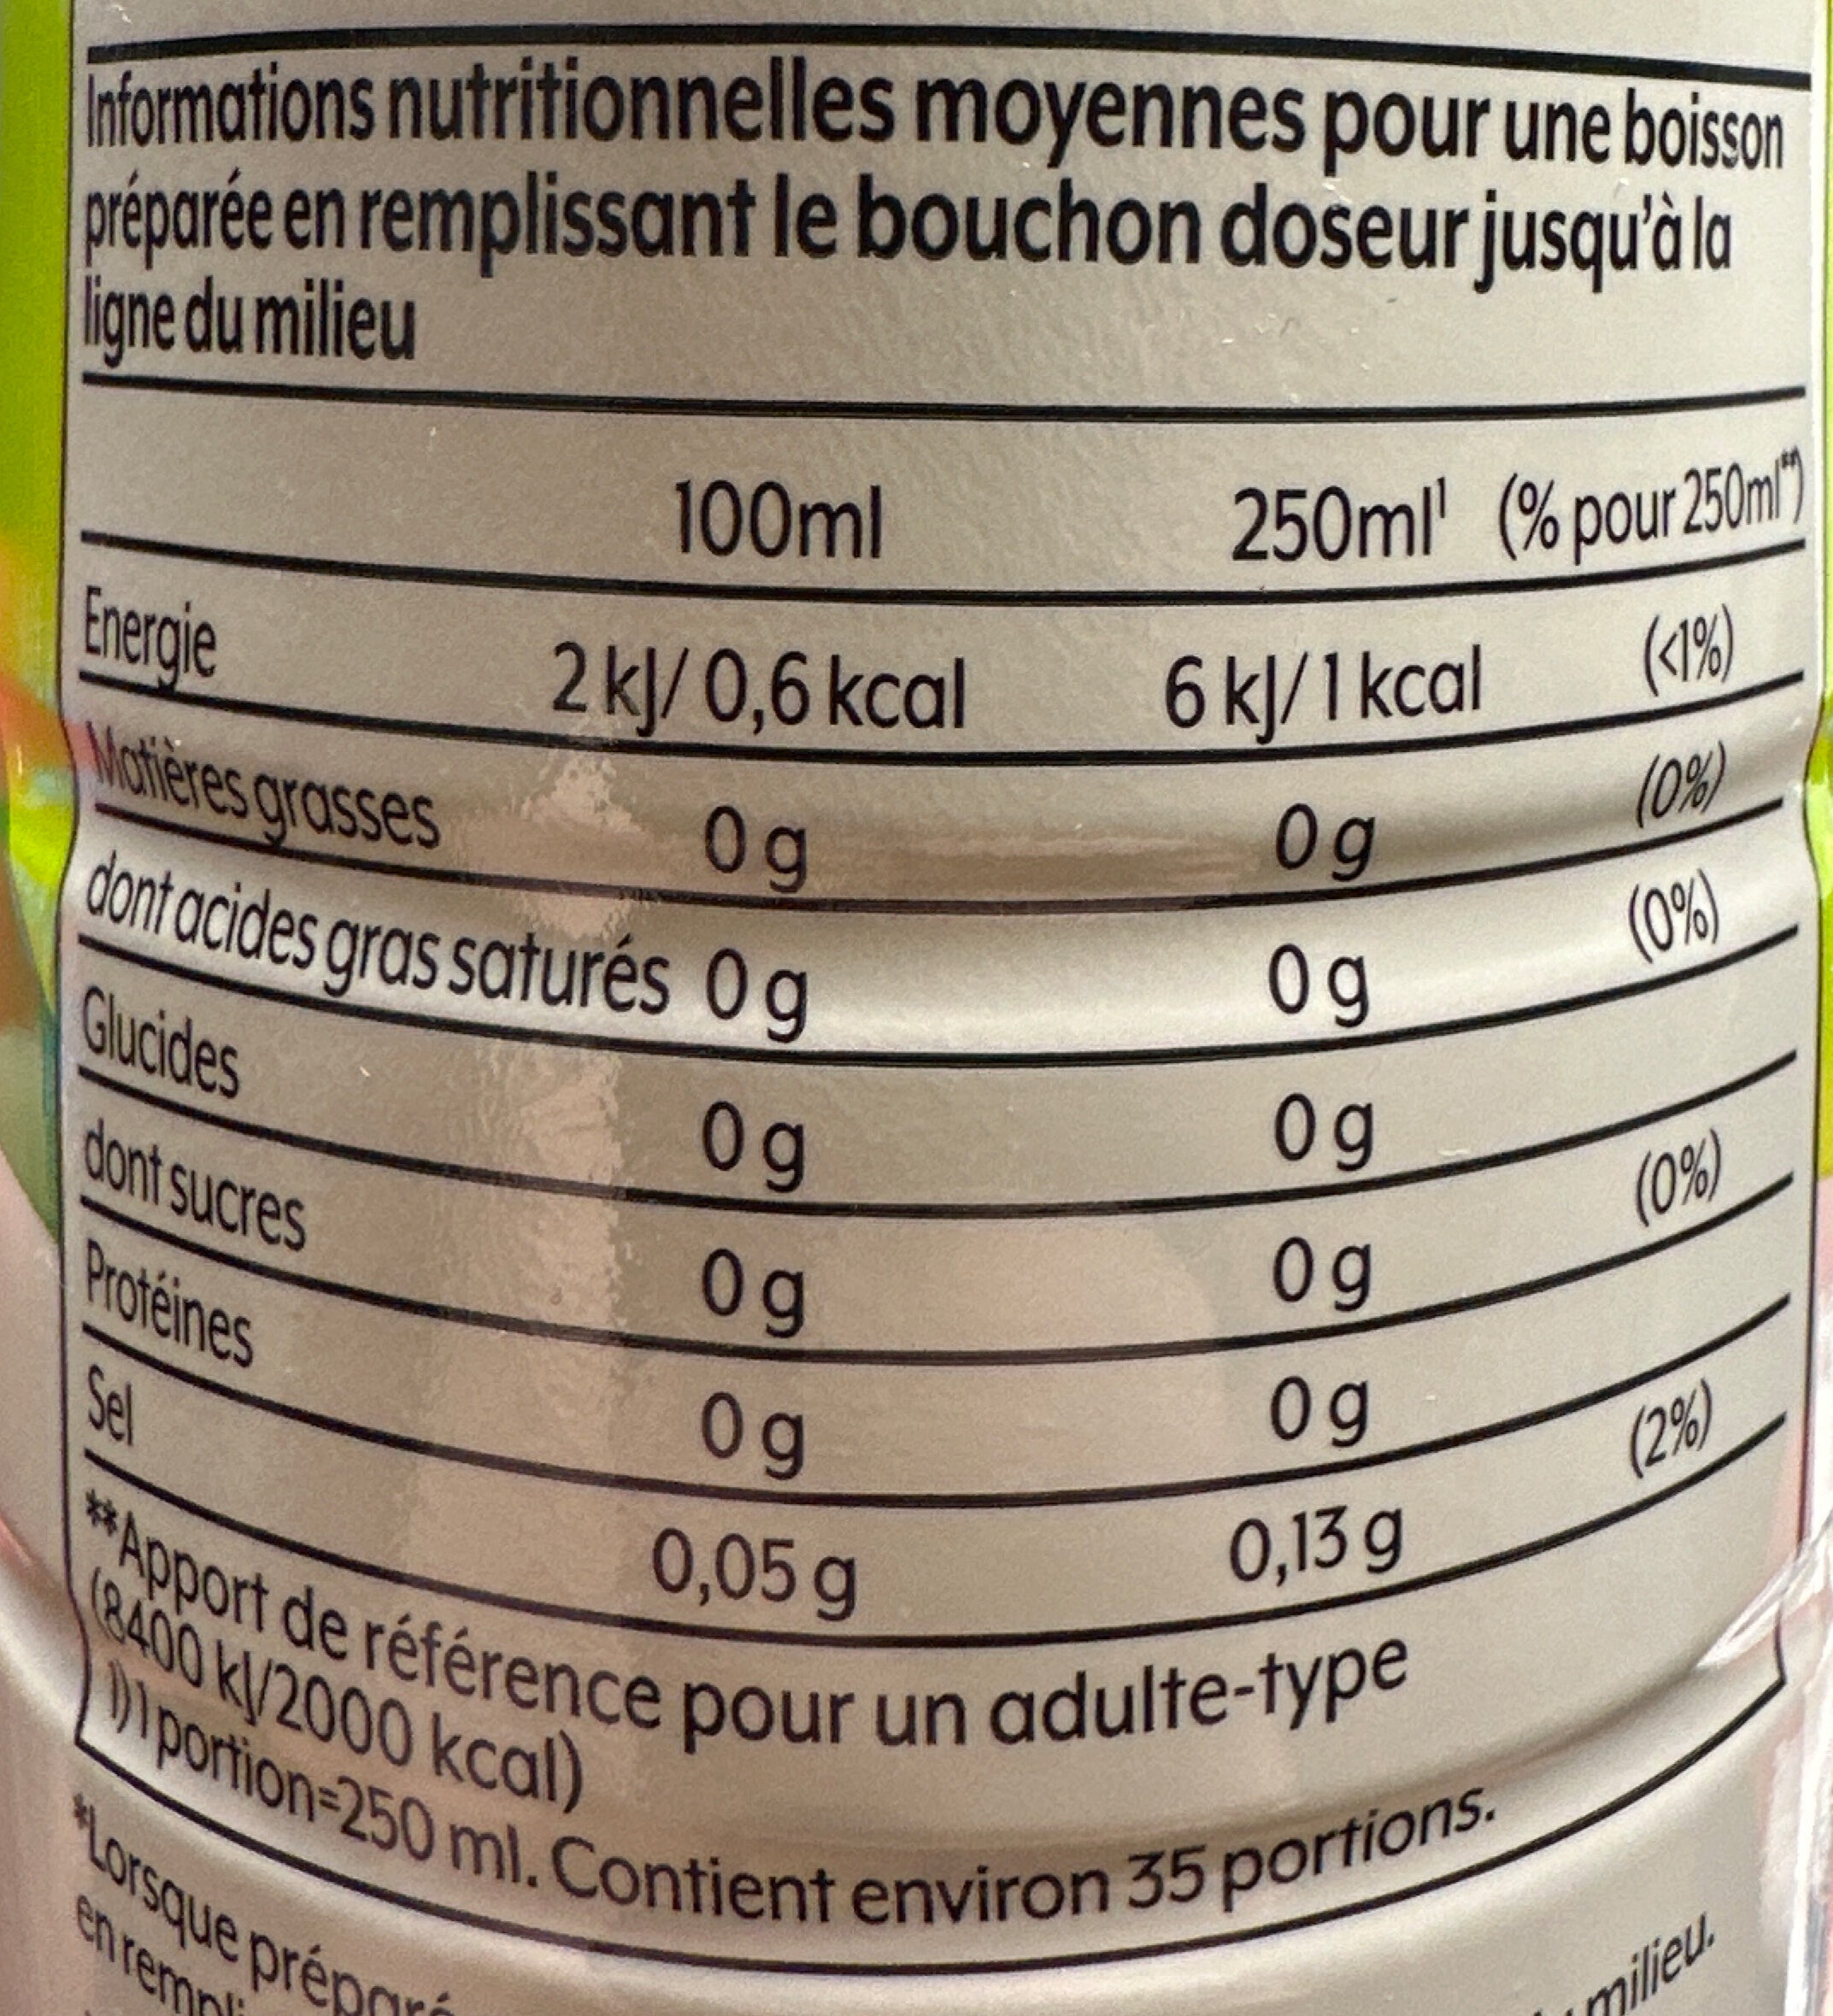 Informations nutritionnelles moyennes pour une boisson
préparée en remplissant le bouchon doseur jusqu'à la
ligne du milieu
100ml 250ml¹ (% pour 250ml**)
Energie 2 kJ/ 0,6 kcal 6 kJ/ 1 kcal (<1%)
Matières grasses 0 g 0 g (0%)
dont acides gras saturés 0 g 0 g (0%)
Glucides 0 g 0 g
dont sucres 0 g 0 g (0%)
Protéines 0 g 0 g
Sel 0,05 g 0,13 g (2%)
**Apport de référence pour un adulte-type
(8400 kJ/2000 kcal)
1) 1 portion=250 ml. Contient environ 35 portions.
*Lorsque préparé
en milieu.